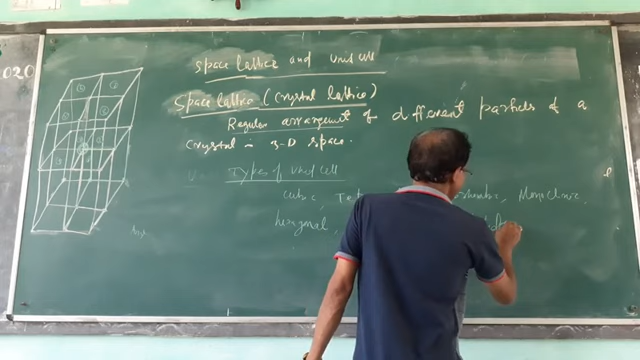 2020
Space lattice and Unit cell
Space lattice (Crystal lattice)
Regular arrangement of different particles of a
Crystal in 3-D space.
Types of Unit cell
Cubic, Monoclinic,
hexagonal,